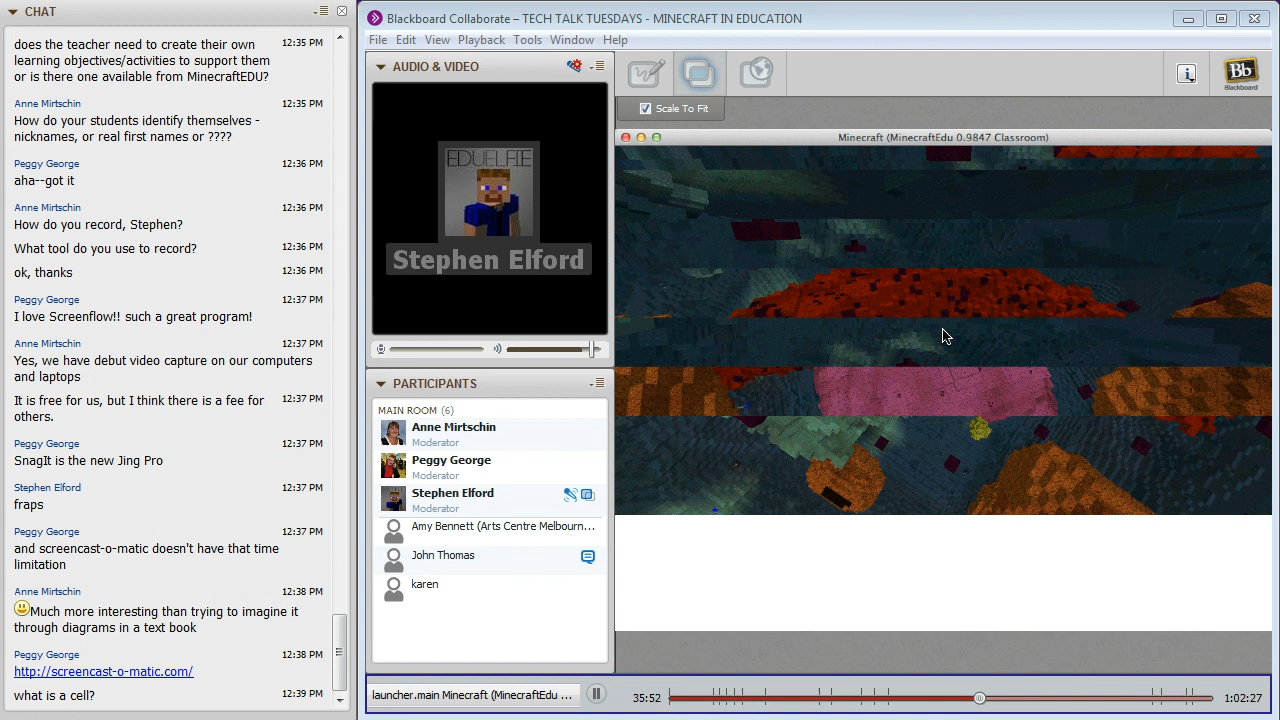 CHAT
does the teacher need to create their own
learning objectives/activities to support them
or is there one available from MinecraftEDU?
12:35 PM
Anne Mirtschin 12:35 PM
How do your students identify themselves -
nicknames, or real first names or ????
Peggy George 12:36 PM
aha--got it
Anne Mirtschin 12:36 PM
How do you record, Stephen?
What tool do you use to record? 12:36 PM
ok, thanks 12:36 PM
Peggy George 12:37 PM
I love Screenflow!! such a great program!
Anne Mirtschin 12:37 PM
Yes, we have debut video capture on our computers
and laptops
It is free for us, but I think there is a fee for 12:37 PM
others.
Peggy George 12:37 PM
SnagIt is the new Jing Pro
Stephen Elford 12:37 PM
fraps
Peggy George 12:37 PM
and screencast-o-matic doesn't have that time
limitation
Anne Mirtschin 12:38 PM
Much more interesting than trying to imagine it
through diagrams in a text book
Peggy George 12:38 PM
http://screencast-o-matic.com/
what is a cell? 12:39 PM
Blackboard Collaborate – TECH TALK TUESDAYS - MINECRAFT IN EDUCATION
File Edit View Playback Tools Window Help
AUDIO & VIDEO
EDUELFIE
Stephen Elford
PARTICIPANTS
MAIN ROOM (6)
Anne Mirtschin
Moderator
Peggy George
Moderator
Stephen Elford
Moderator
Amy Bennett (Arts Centre Melbourn...
John Thomas
karen
Bb
Blackboard
Scale To Fit
Minecraft (MinecraftEdu 0.9847 Classroom)
launcher.main Minecraft (MinecraftEdu ... 35:52 1:02:27